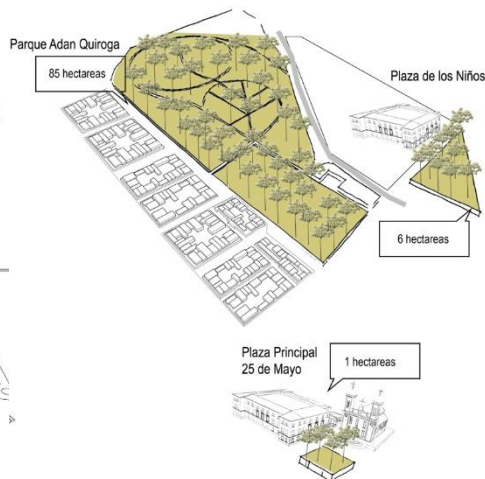 Parque Adan Quiroga
85 hectareas
Plaza de los Niños
6 hectareas
Plaza Principal
25 de Mayo
1 hectareas